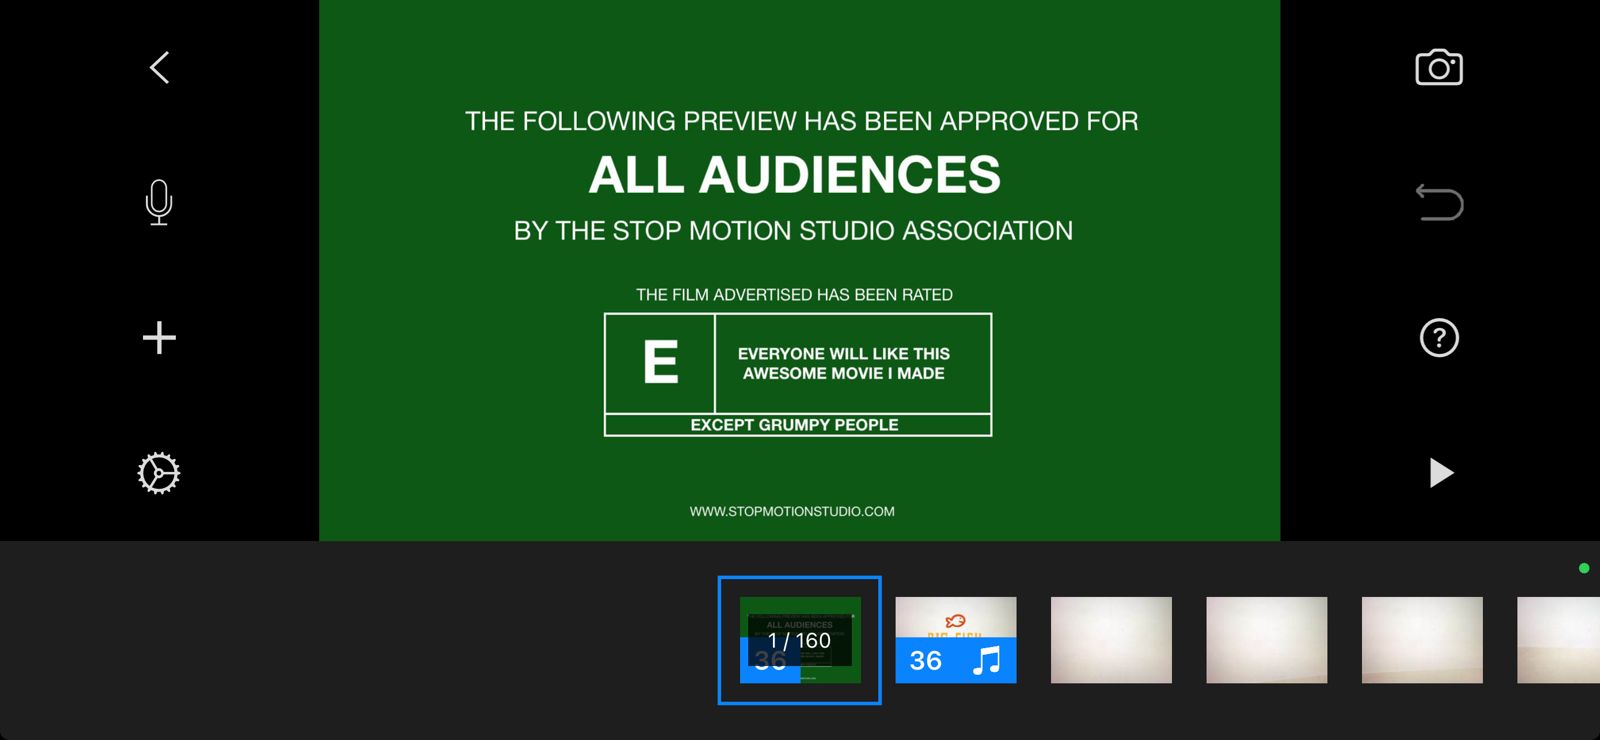 THE FOLLOWING PREVIEW HAS BEEN APPROVED FOR
ALL AUDIENCES
BY THE STOP MOTION STUDIO ASSOCIATION
THE FILM ADVERTISED HAS BEEN RATED
E
EVERYONE WILL LIKE THIS
AWESOME MOVIE I MADE
EXCEPT GRUMPY PEOPLE
WWW.STOPMOTIONSTUDIO.COM
?
ALL AUDIENCES
1 / 160
36
36